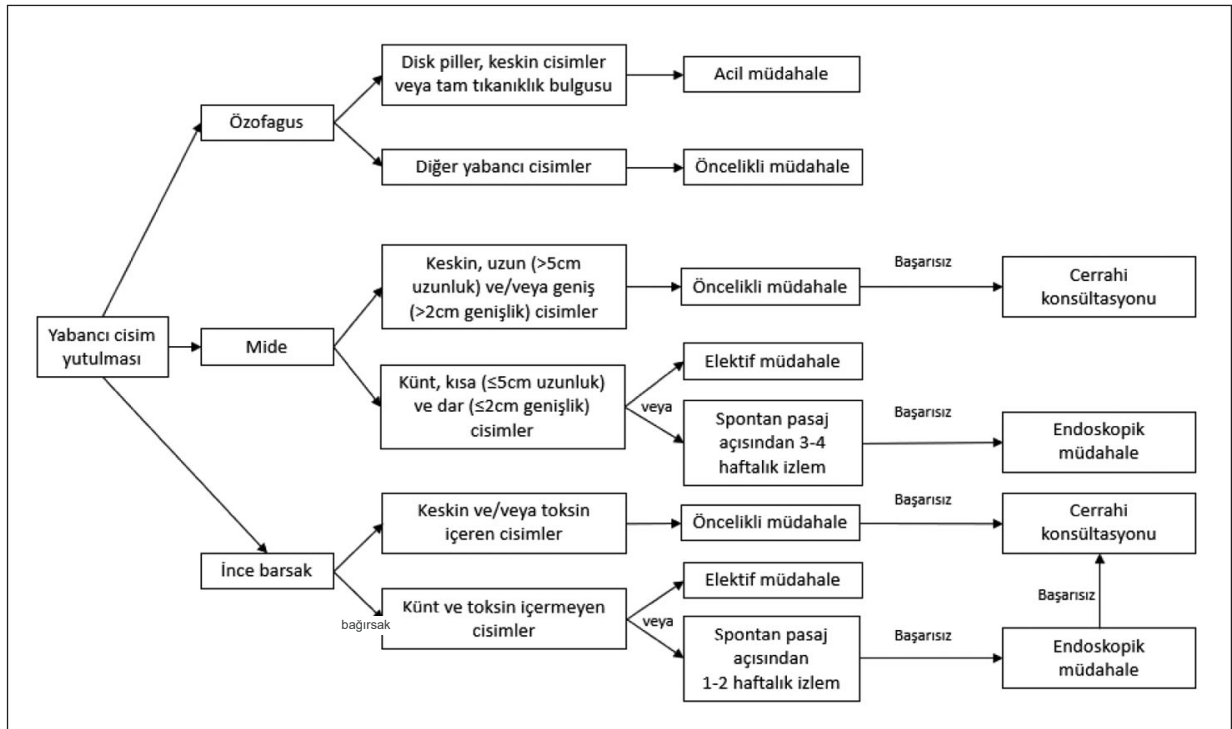 Disk piller, keskin cisimler
veya tam tıkanıklık bulgusu
Acil müdahale
Özofagus
Diğer yabancı cisimler
Öncelikli müdahale
Keskin, uzun (>5cm
uzunluk) ve/veya geniş
(>2cm genişlik) cisimler
Öncelikli müdahale
Başarısız
Cerrahi
konsültasyonu
Yabancı cisim
yutulması
Mide
Künt, kısa (≤5cm uzunluk)
ve dar (≤2cm genişlik)
cisimler
veya
Elektif müdahale
Spontan pasaj
açısından 3-4
haftalık izlem
Başarısız
Endoskopik
müdahale
İnce barsak
bağırsak
Keskin ve/veya toksin
içeren cisimler
Öncelikli müdahale
Başarısız
Cerrahi
konsültasyonu
Künt ve toksin içermeyen
cisimler
veya
Elektif müdahale
Spontan pasaj
açısından
1-2 haftalık izlem
Başarısız
Endoskopik
müdahale
Başarısız